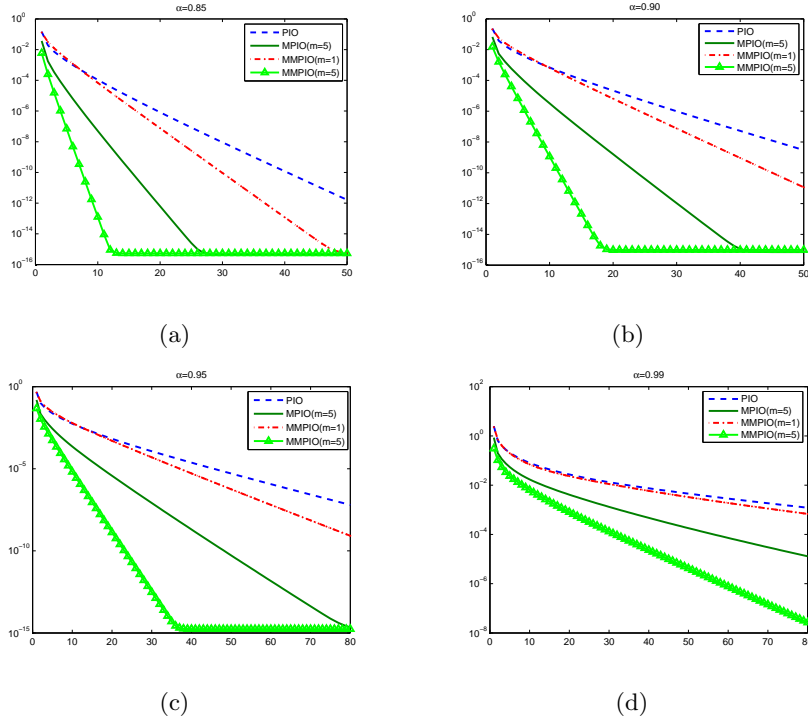 α=0.85
10^0
10^-2
10^-4
10^-6
10^-8
10^-10
10^-12
10^-14
10^-16
0 10 20 30 40 50
PIO
MPIO(m=5)
MMPIO(m=1)
MMPIO(m=5)
(a)
α=0.90
10^0
10^-2
10^-4
10^-6
10^-8
10^-10
10^-12
10^-14
10^-16
0 10 20 30 40 50
PIO
MPIO(m=5)
MMPIO(m=1)
MMPIO(m=5)
(b)
α=0.95
10^0
10^-5
10^-10
10^-15
0 10 20 30 40 50 60 70 80
PIO
MPIO(m=5)
MMPIO(m=1)
MMPIO(m=5)
(c)
α=0.99
10^2
10^0
10^-2
10^-4
10^-6
10^-8
0 10 20 30 40 50 60 70 80
PIO
MPIO(m=5)
MMPIO(m=1)
MMPIO(m=5)
(d)